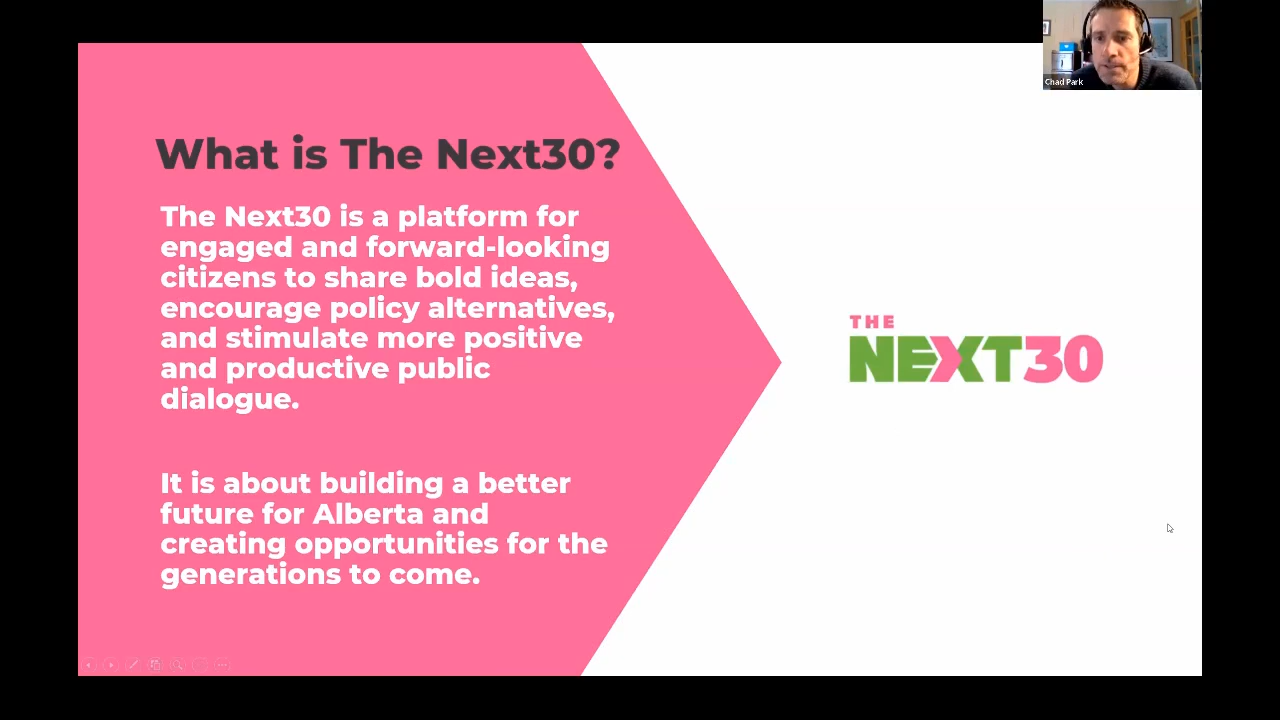 Chad Park
What is The Next30?
The Next30 is a platform for
engaged and forward-looking
citizens to share bold ideas,
encourage policy alternatives,
and stimulate more positive
and productive public
dialogue.
It is about building a better
future for Alberta and
creating opportunities for the
generations to come.
THE
NEXT30